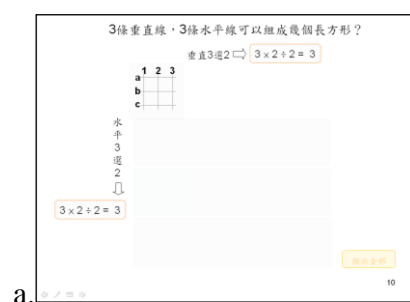 3條垂直線，3條水平線可以組成幾個長方形？
垂直3選2 ⇨ 3 × 2 ÷ 2 = 3
1 2 3
a
b
c
水平3選2
⇩
3 × 2 ÷ 2 = 3
10
a.